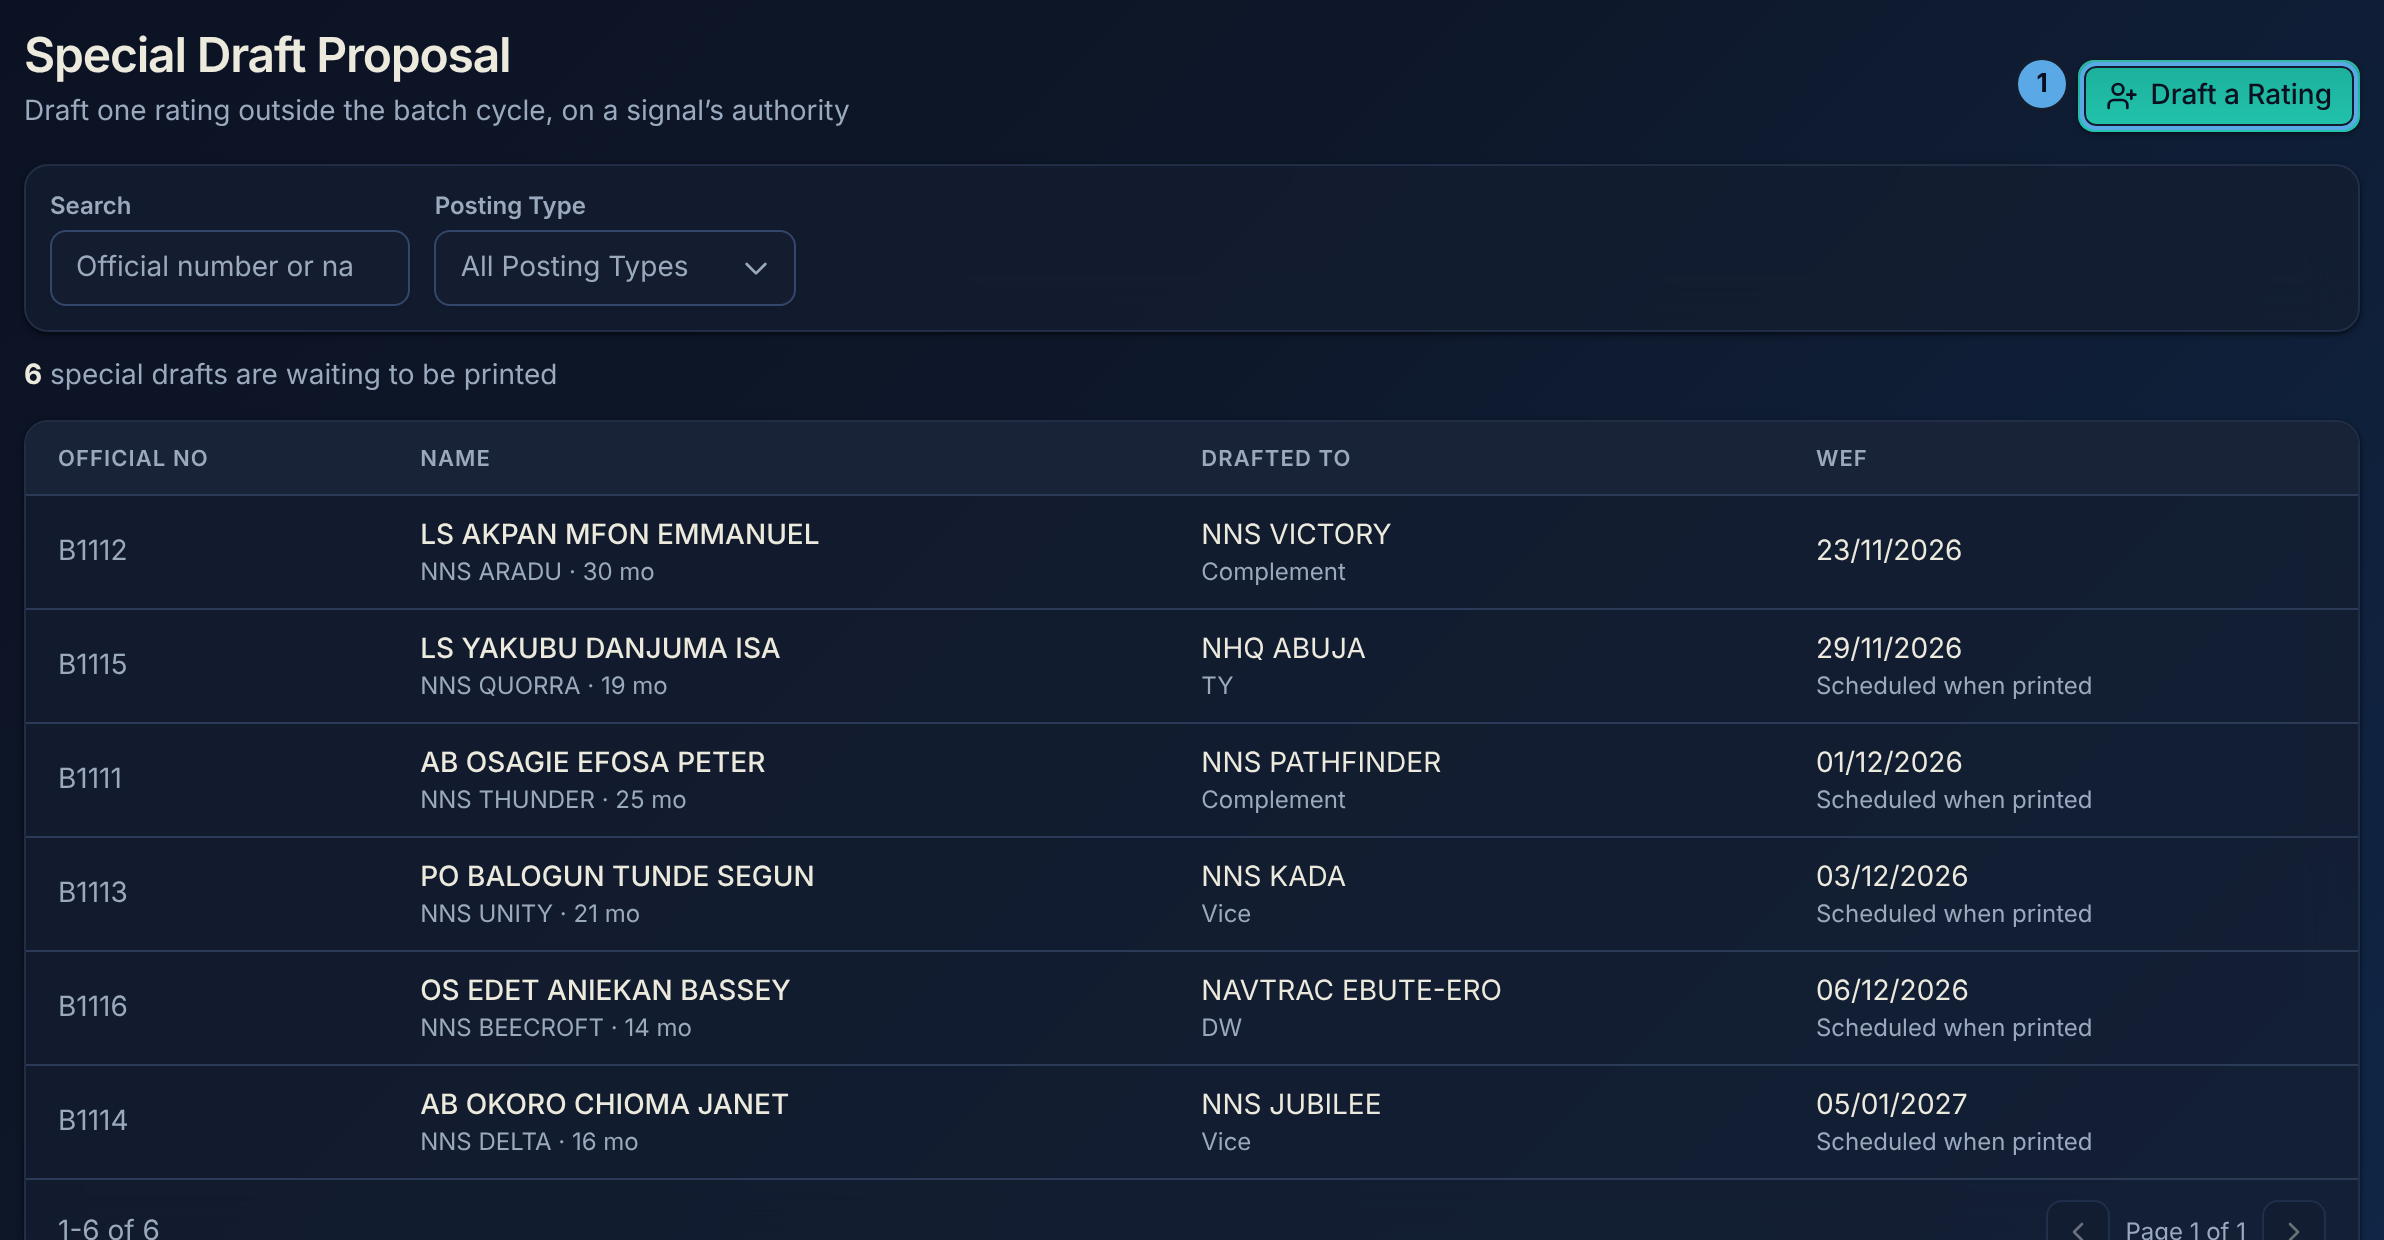 Special Draft Proposal
Draft one rating outside the batch cycle, on a signal’s authority
1
Draft a Rating
Search
Posting Type
Official number or na
All Posting Types
6 special drafts are waiting to be printed
OFFICIAL NO NAME DRAFTED TO WEF
B1112
LS AKPAN MFON EMMANUEL
NNS ARADU · 30 mo
NNS VICTORY
Complement
23/11/2026
B1115
LS YAKUBU DANJUMA ISA
NNS QUORRA · 19 mo
NHQ ABUJA
TY
29/11/2026
Scheduled when printed
B1111
AB OSAGIE EFOSA PETER
NNS THUNDER · 25 mo
NNS PATHFINDER
Complement
01/12/2026
Scheduled when printed
B1113
PO BALOGUN TUNDE SEGUN
NNS UNITY · 21 mo
NNS KADA
Vice
03/12/2026
Scheduled when printed
B1116
OS EDET ANIEKAN BASSEY
NNS BEECROFT · 14 mo
NAVTRAC EBUTE-ERO
DW
06/12/2026
Scheduled when printed
B1114
AB OKORO CHIOMA JANET
NNS DELTA · 16 mo
NNS JUBILEE
Vice
05/01/2027
Scheduled when printed
1-6 of 6
Page 1 of 1